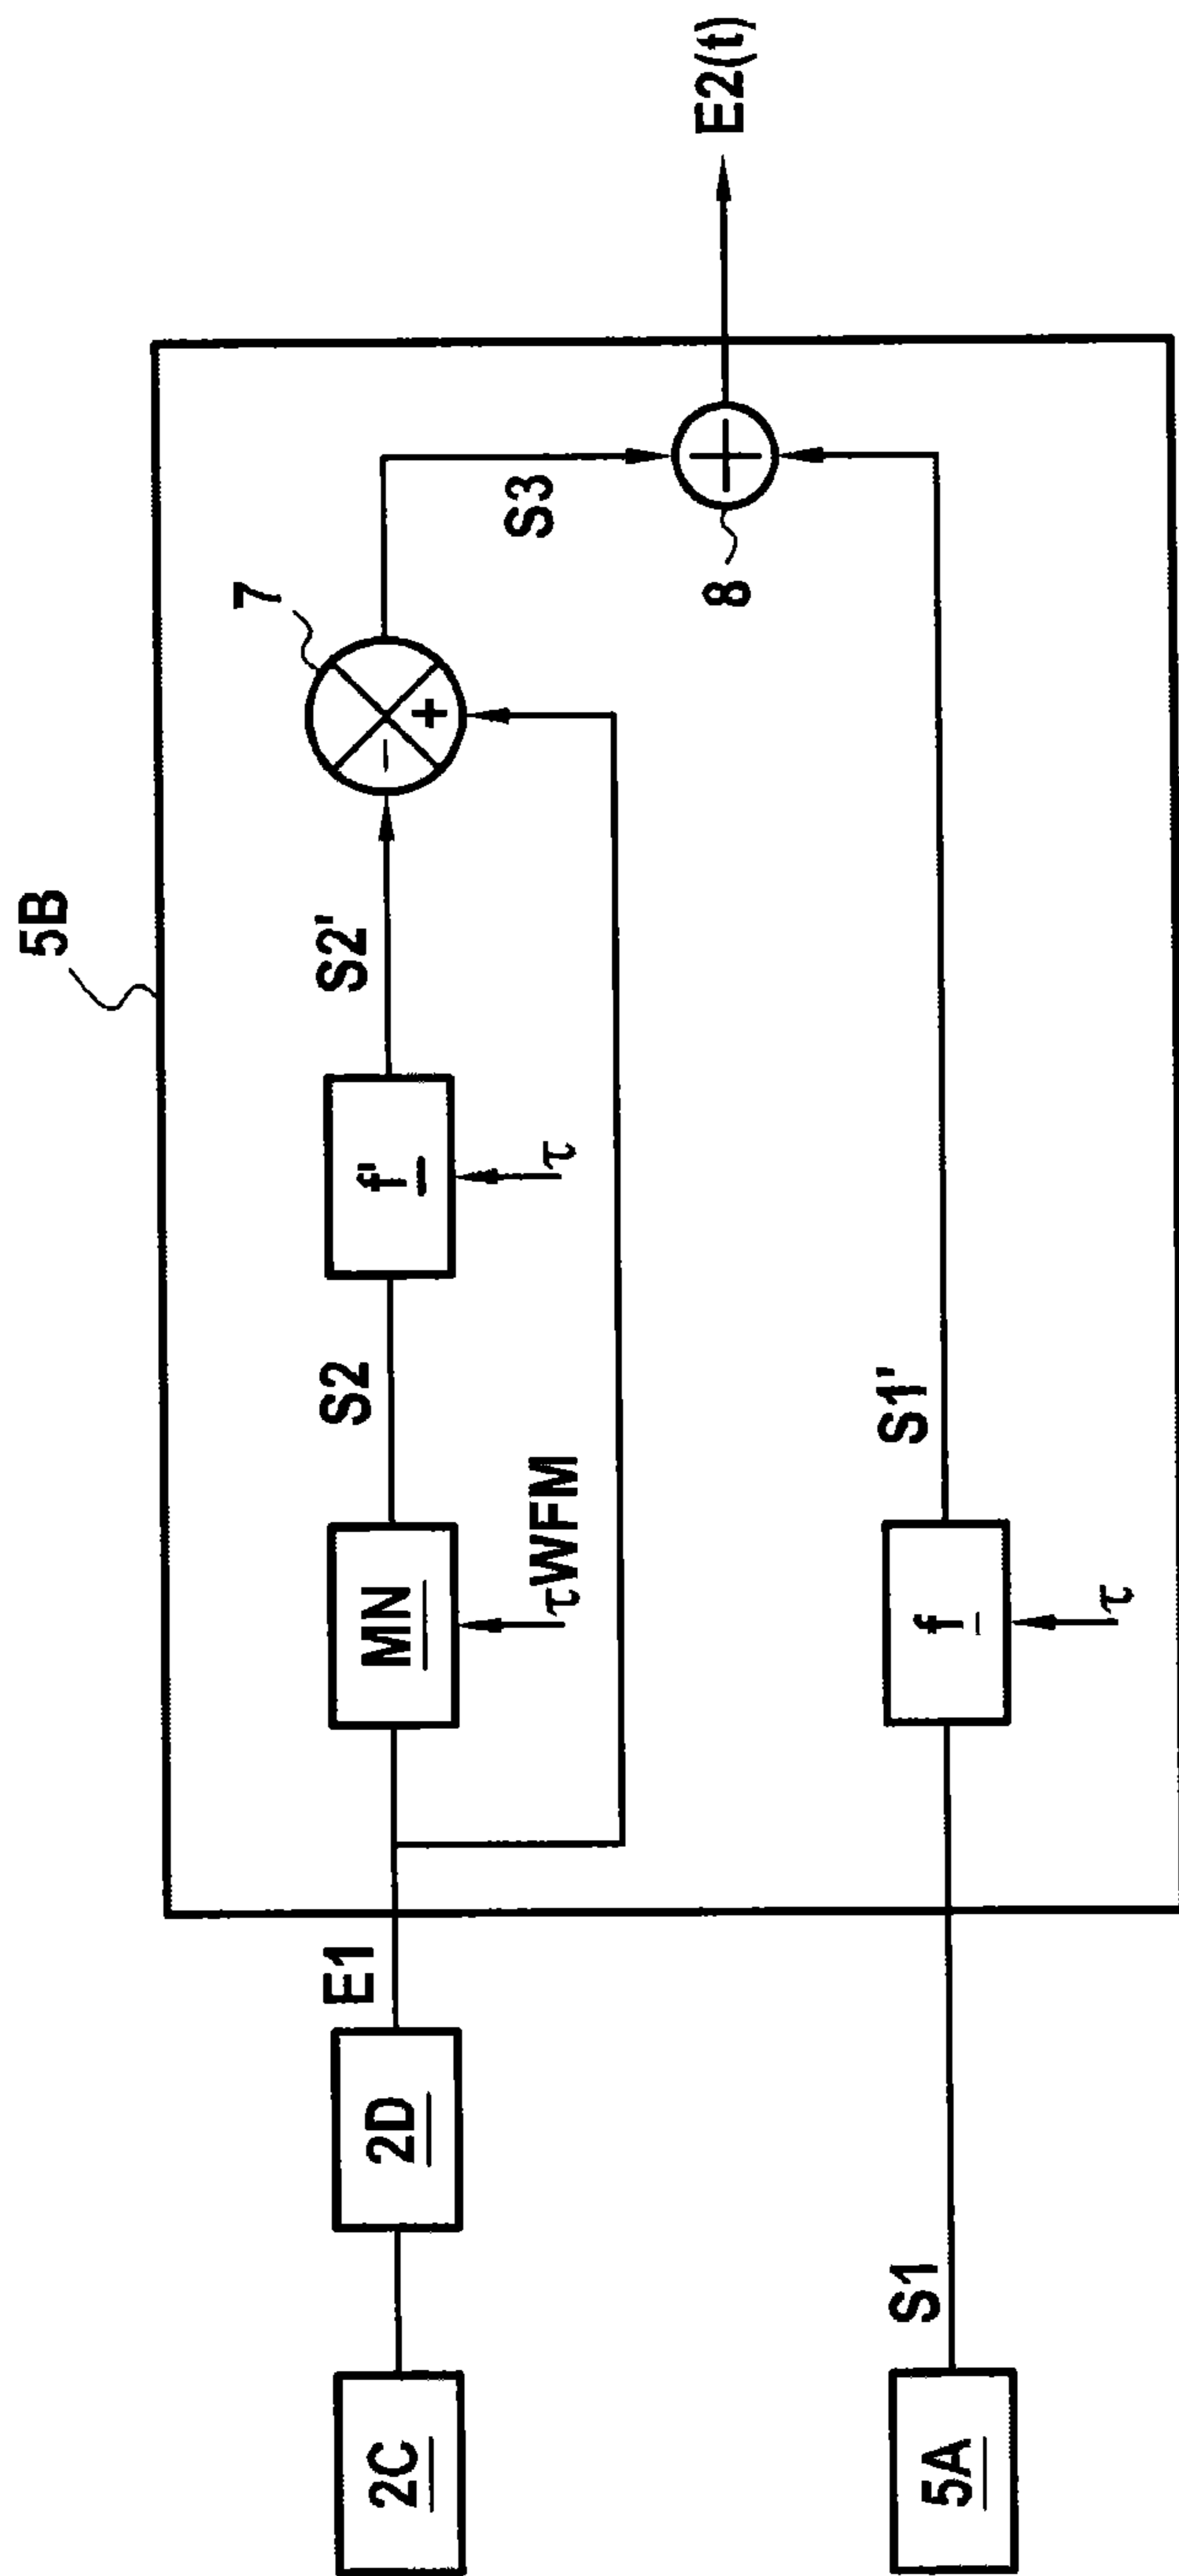 5B
2C
2D
E1
MN
τWFM
S2
f'
τ
S2'
7
-
+
S3
8
+
E2(t)
5A
S1
f
τ
S1'